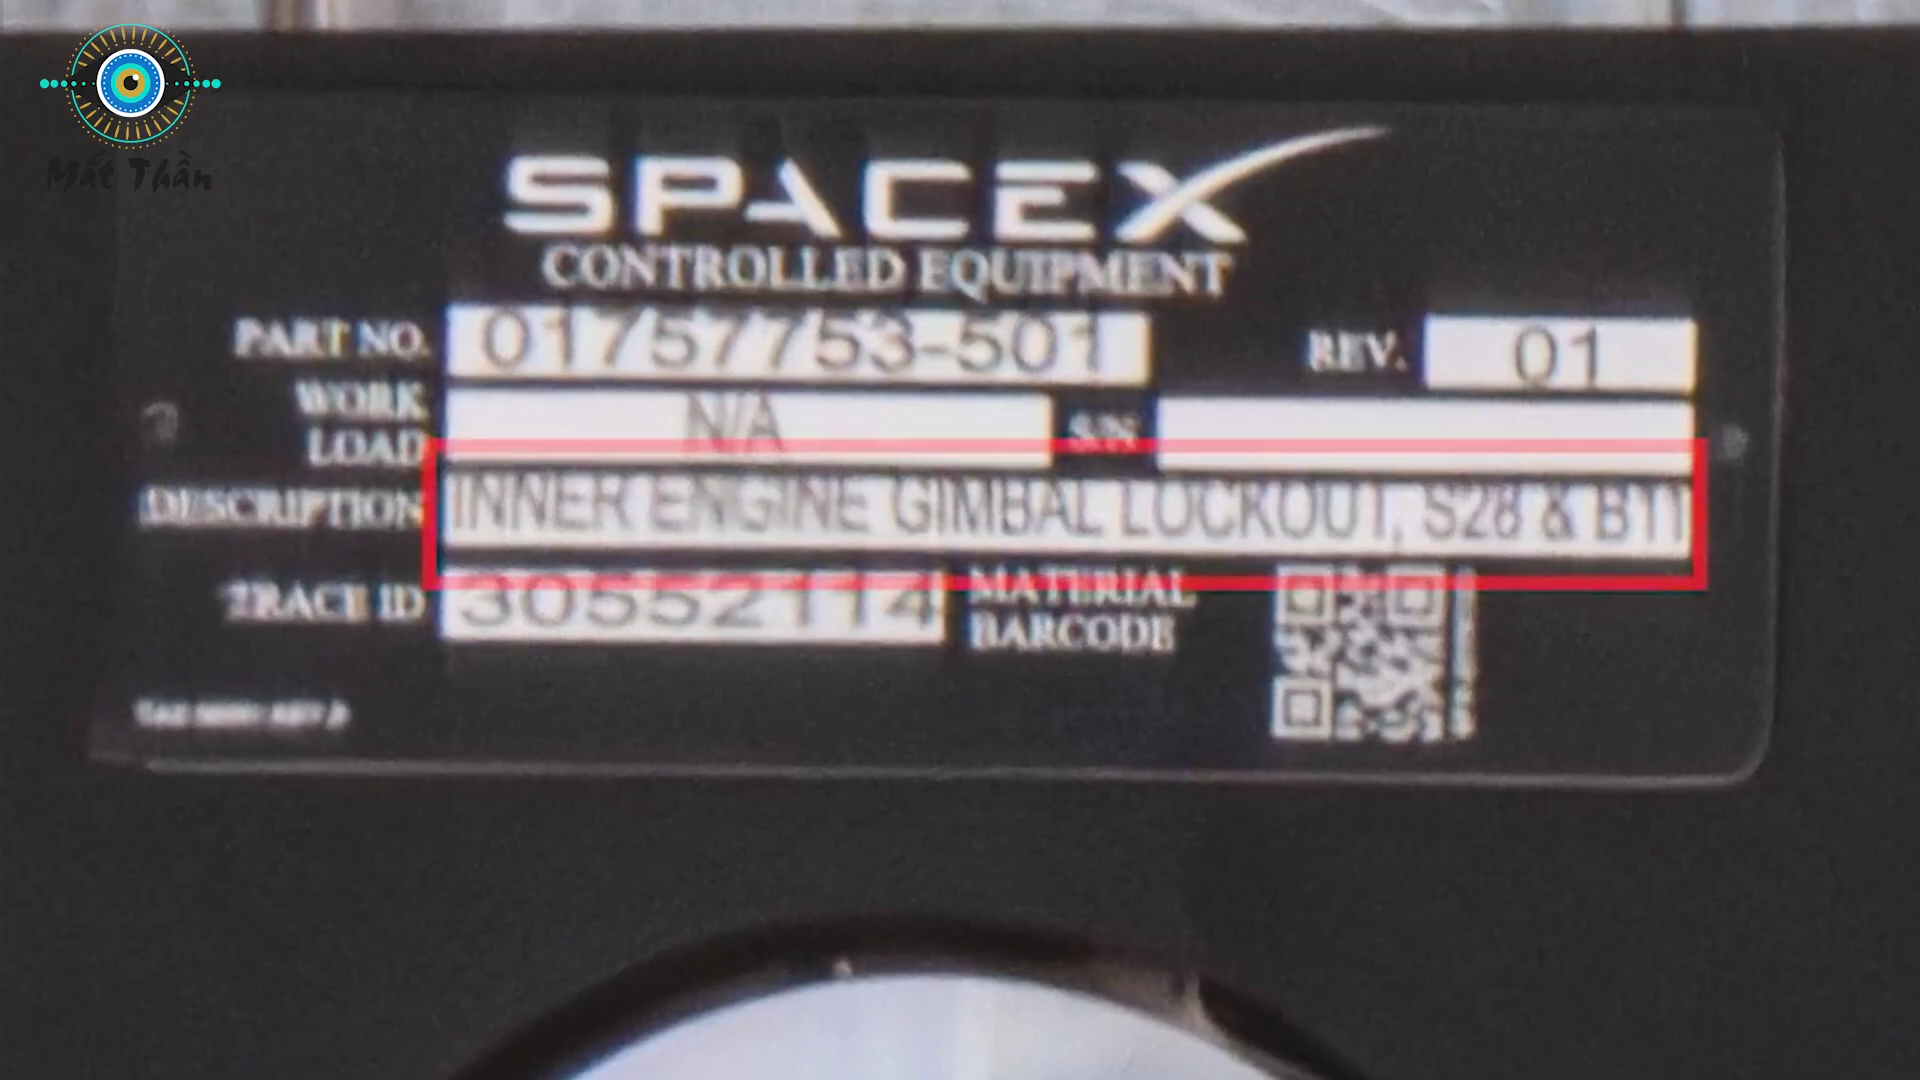 Mắt Thần
SPACEX
CONTROLLED EQUIPMENT
PART NO. 01757753-501 REV. 01
WORK LOAD N/A S/N
DESCRIPTION INNER ENGINE GIMBAL LOCKOUT, S28 & B11
2RACE ID 30552114 MATERIAL BARCODE